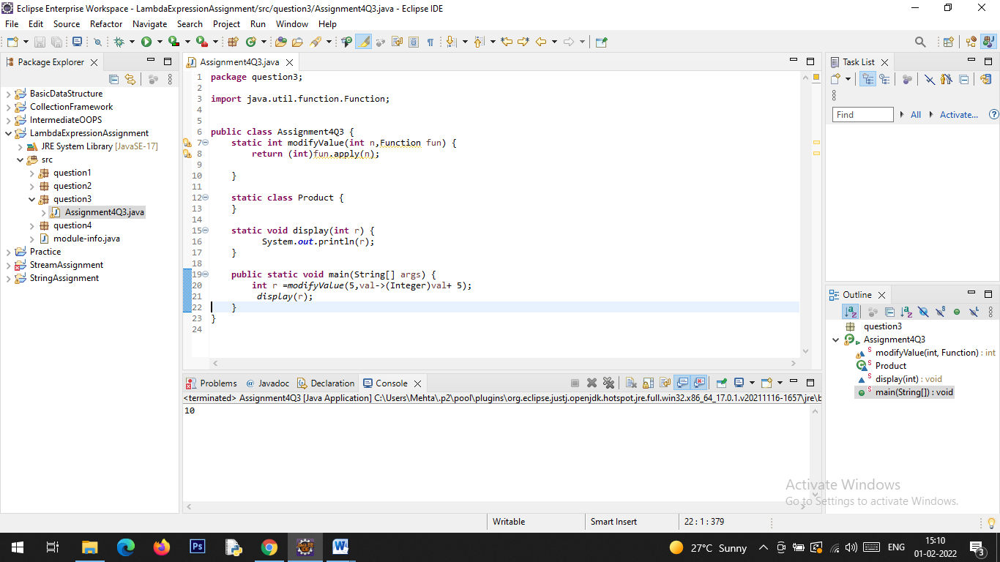 Eclipse Enterprise Workspace - LambdaExpressionAssignment/src/question3/Assignment4Q3.java - Eclipse IDE
File Edit Source Refactor Navigate Search Project Run Window Help
Package Explorer
BasicDataStructure
CollectionFramework
IntermediateOOPS
LambdaExpressionAssignment
JRE System Library [JavaSE-17]
src
question1
question2
question3
Assignment4Q3.java
question4
module-info.java
Practice
StreamAssignment
StringAssignment
Assignment4Q3.java
1 package question3;
2
3 import java.util.function.Function;
4
5
6 public class Assignment4Q3 {
7 static int modifyValue(int n,Function fun) {
8 return (int)fun.apply(n);
9
10 }
11
12 static class Product {
13 }
14
15 static void display(int r) {
16 System.out.println(r);
17 }
18
19 public static void main(String[] args) {
20 int r =modifyValue(5,val->(Integer)val+ 5);
21 display(r);
22 }
23 }
24
Problems @ Javadoc Declaration Console
<terminated> Assignment4Q3 [Java Application] C:\Users\Mehta\.p2\pool\plugins\org.eclipse.justj.openjdk.hotspot.jre.full.win32.x86_64_17.0.1.v20211116-1657\jre\b
10
Task List
Find All Activate...
Outline
question3
Assignment4Q3
modifyValue(int, Function) : int
Product
display(int) : void
main(String[]) : void
Activate Windows
Go to Settings to activate Windows.
Writable Smart Insert 22 : 1 : 379
27°C Sunny ENG 15:10
01-02-2022
3